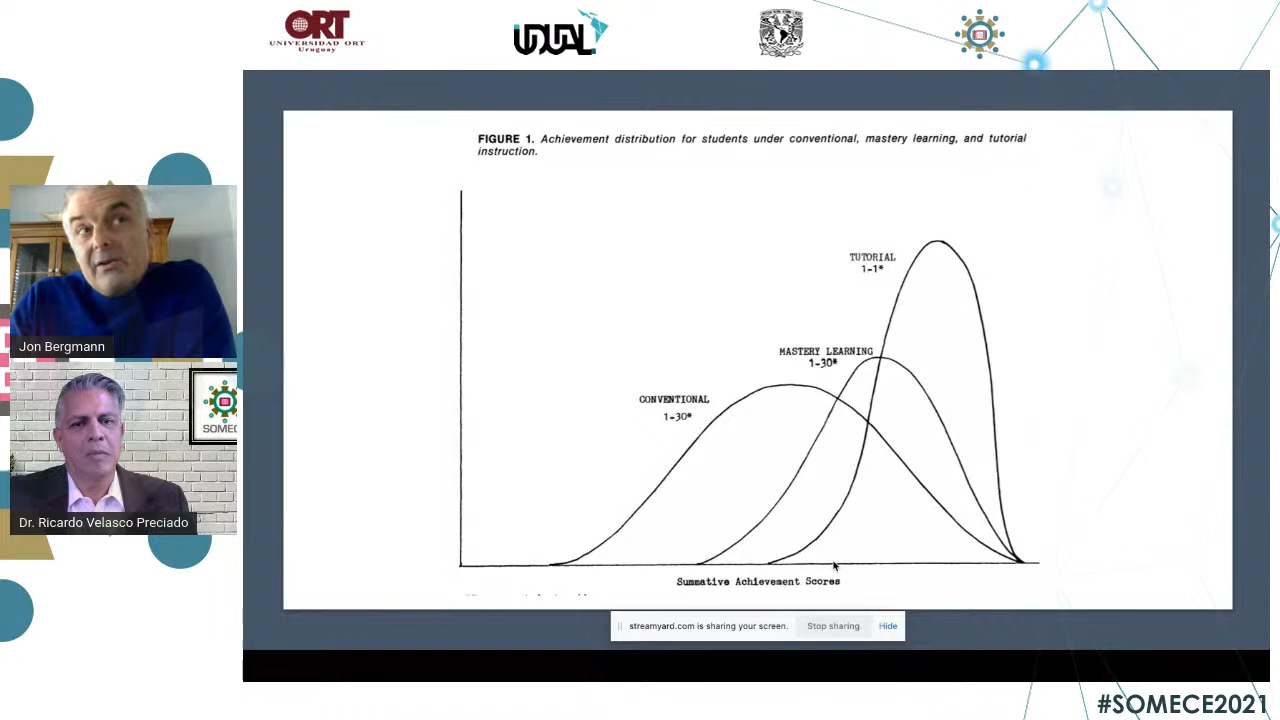 ORT
UNIVERSIDAD ORT
Uruguay
UDUAL
FIGURE 1. Achievement distribution for students under conventional, mastery learning, and tutorial
instruction.
TUTORIAL
1-1*
MASTERY LEARNING
1-30*
CONVENTIONAL
1-30*
Summative Achievement Scores
Jon Bergmann
SOMECE
Dr. Ricardo Velasco Preciado
streamyard.com is sharing your screen.
Stop sharing
Hide
#SOMECE2021